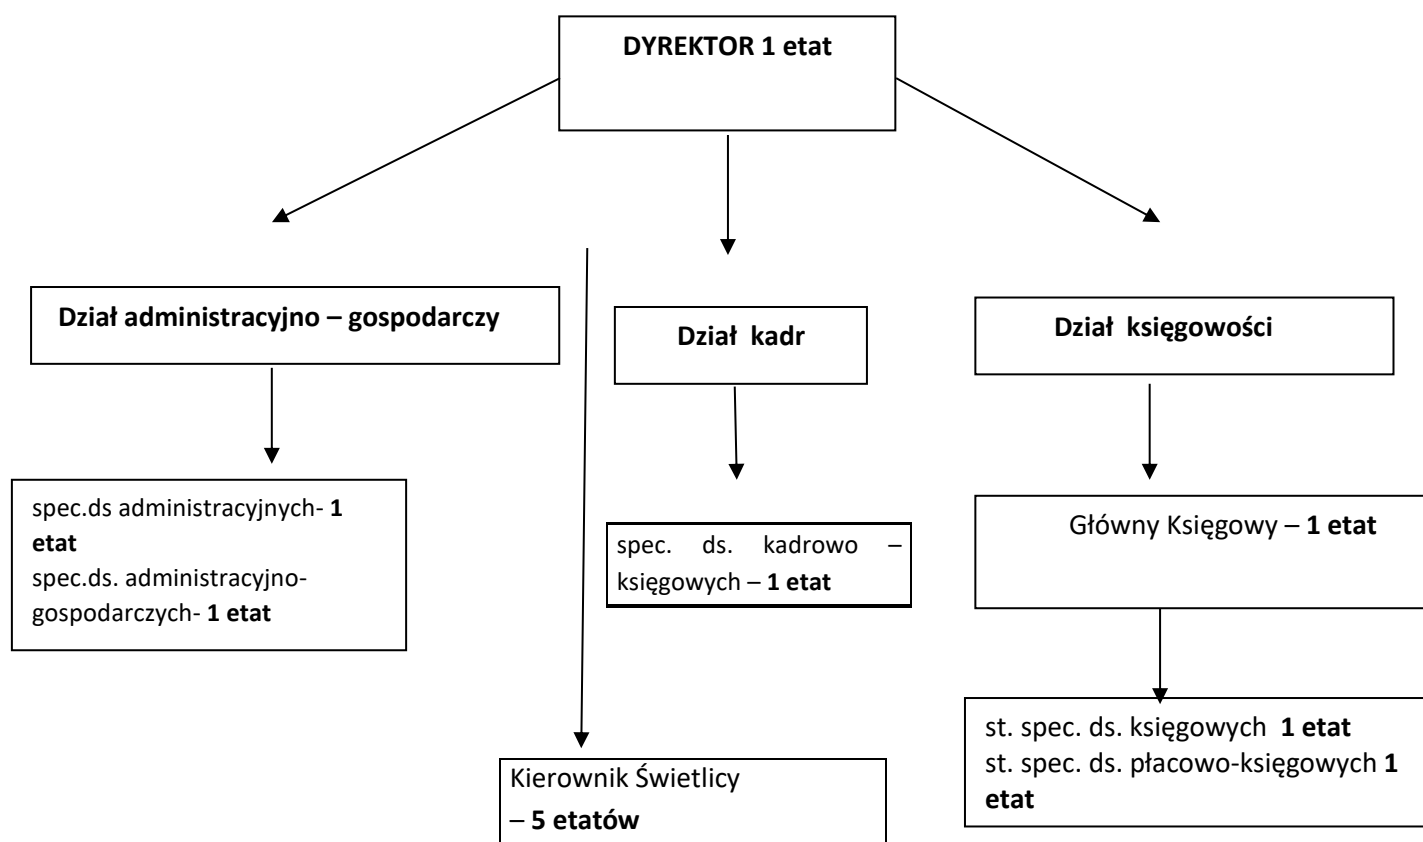 DYREKTOR 1 etat
Dział administracyjno – gospodarczy
Dział kadr
Dział księgowości
spec.ds administracyjnych- 1
etat
spec.ds. administracyjno-
gospodarczych- 1 etat
spec. ds. kadrowo –
księgowych – 1 etat
Główny Księgowy – 1 etat
st. spec. ds. księgowych 1 etat
st. spec. ds. płacowo-księgowych 1
etat
Kierownik Świetlicy
– 5 etatów